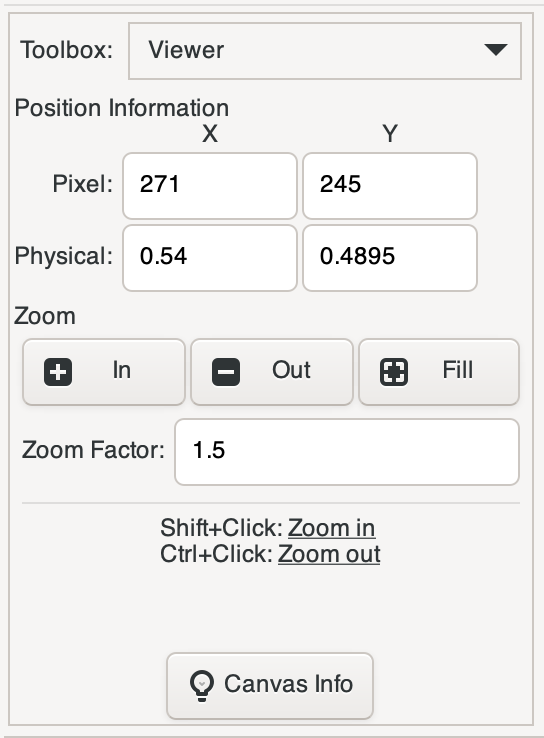 Toolbox: Viewer
Position Information
X Y
Pixel: 271 245
Physical: 0.54 0.4895
Zoom
In Out Fill
Zoom Factor: 1.5
Shift+Click: Zoom in
Ctrl+Click: Zoom out
Canvas Info